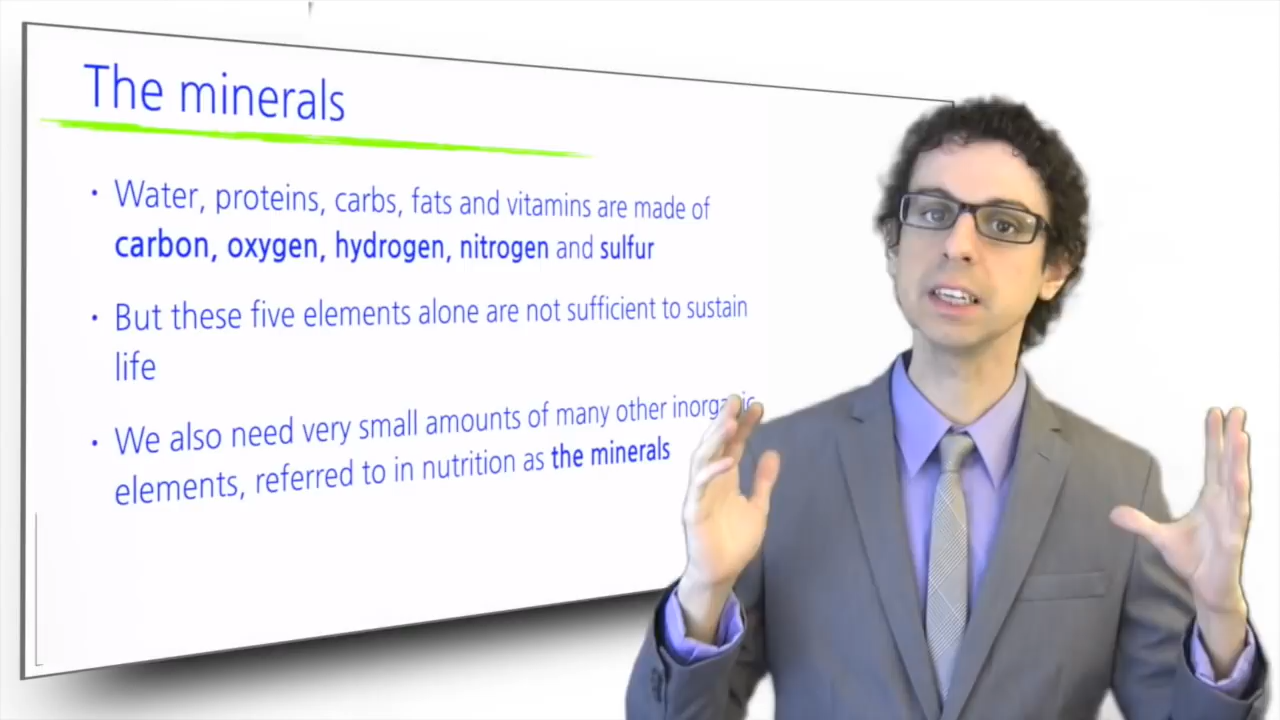 The minerals
• Water, proteins, carbs, fats and vitamins are made of
carbon, oxygen, hydrogen, nitrogen and sulfur
• But these five elements alone are not sufficient to sustain
life
• We also need very small amounts of many other inorganic
elements, referred to in nutrition as the minerals